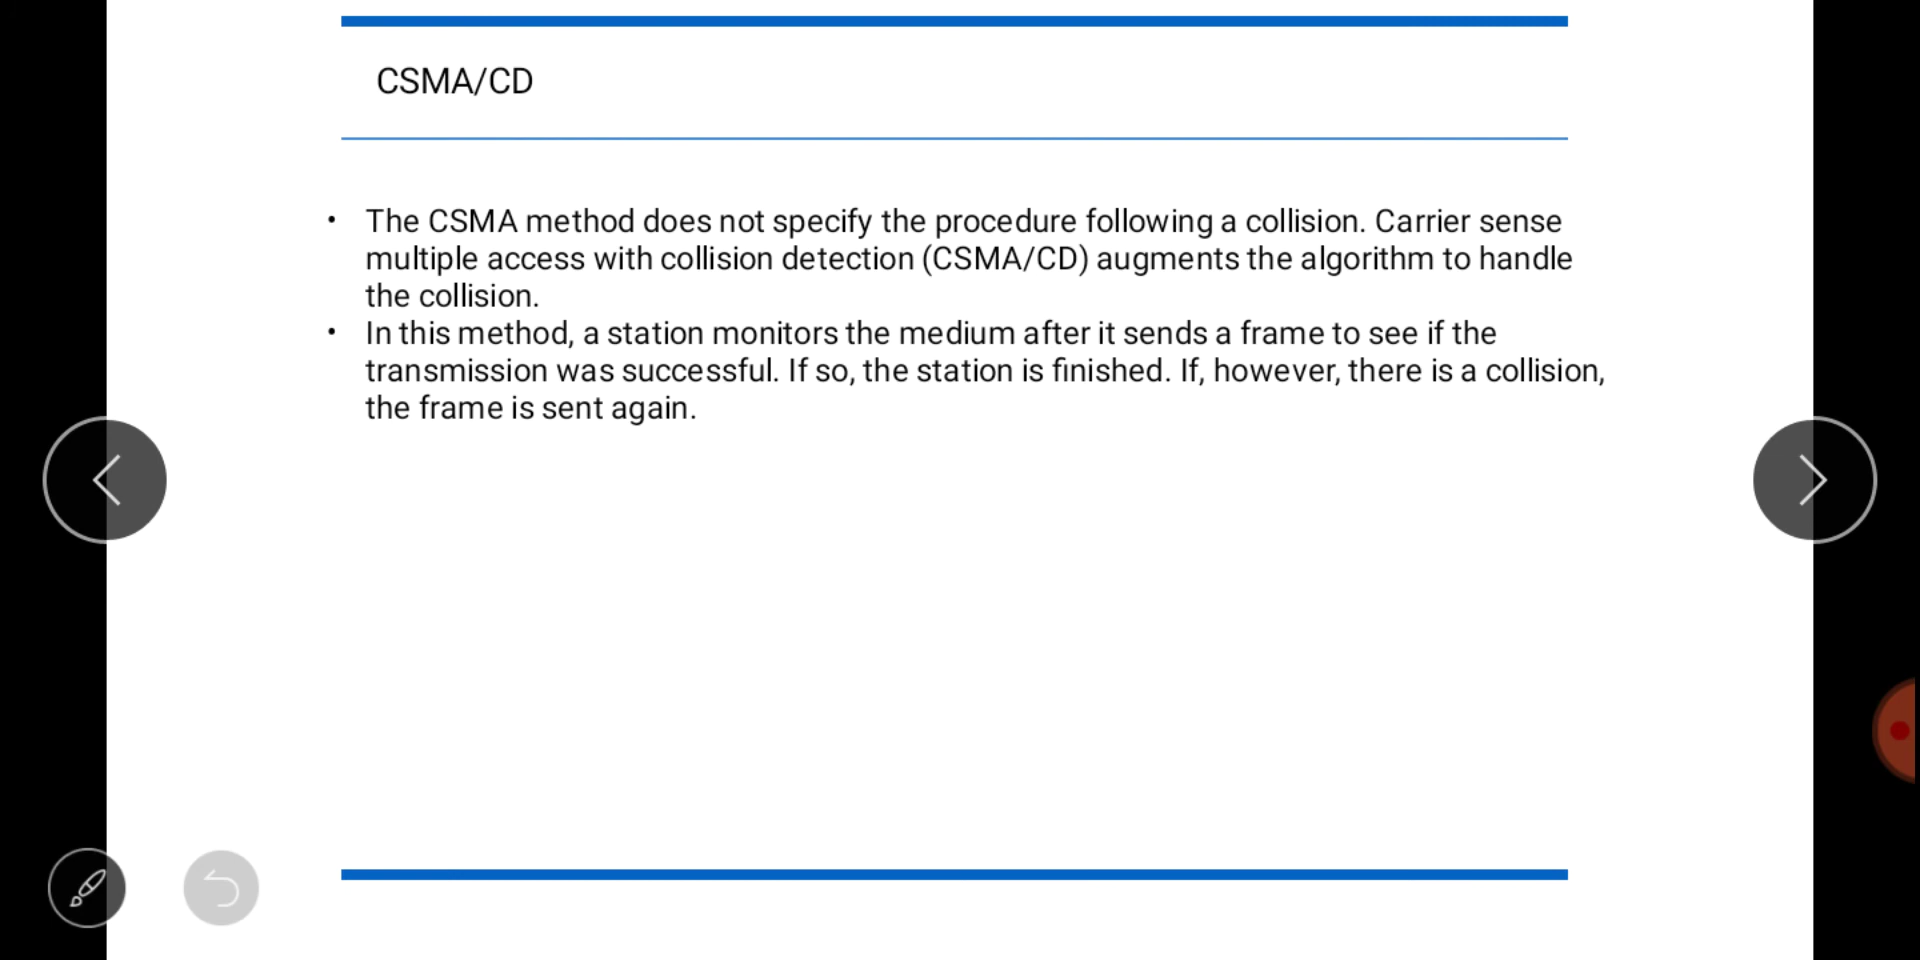 CSMA/CD
• The CSMA method does not specify the procedure following a collision. Carrier sense
multiple access with collision detection (CSMA/CD) augments the algorithm to handle
the collision.
• In this method, a station monitors the medium after it sends a frame to see if the
transmission was successful. If so, the station is finished. If, however, there is a collision,
the frame is sent again.